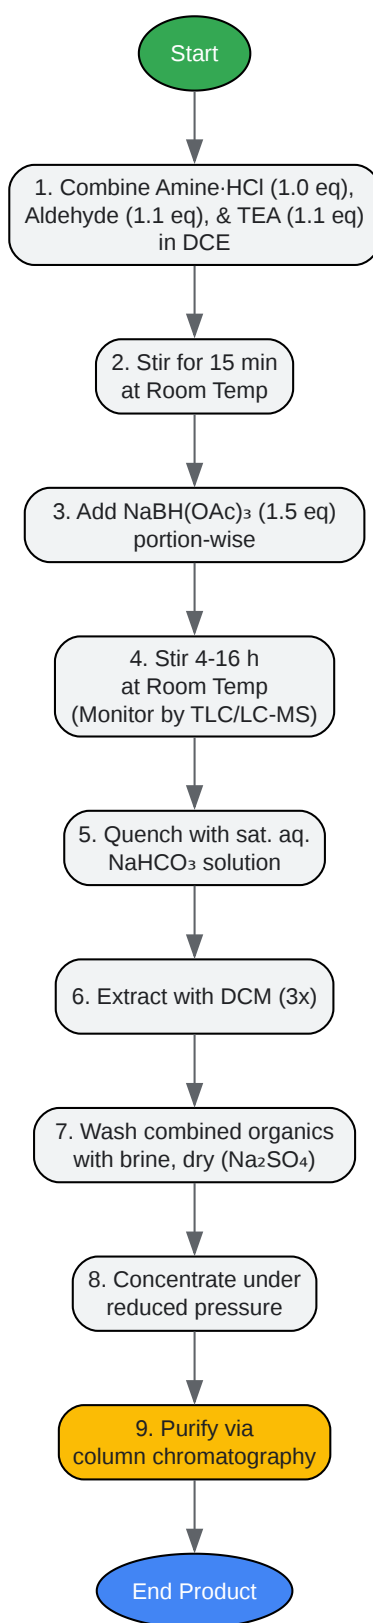 Start
1. Combine Amine·HCl (1.0 eq),
Aldehyde (1.1 eq), & TEA (1.1 eq)
in DCE
2. Stir for 15 min
at Room Temp
3. Add NaBH(OAc)₃ (1.5 eq)
portion-wise
4. Stir 4-16 h
at Room Temp
(Monitor by TLC/LC-MS)
5. Quench with sat. aq.
NaHCO₃ solution
6. Extract with DCM (3x)
7. Wash combined organics
with brine, dry (Na₂SO₄)
8. Concentrate under
reduced pressure
9. Purify via
column chromatography
End Product